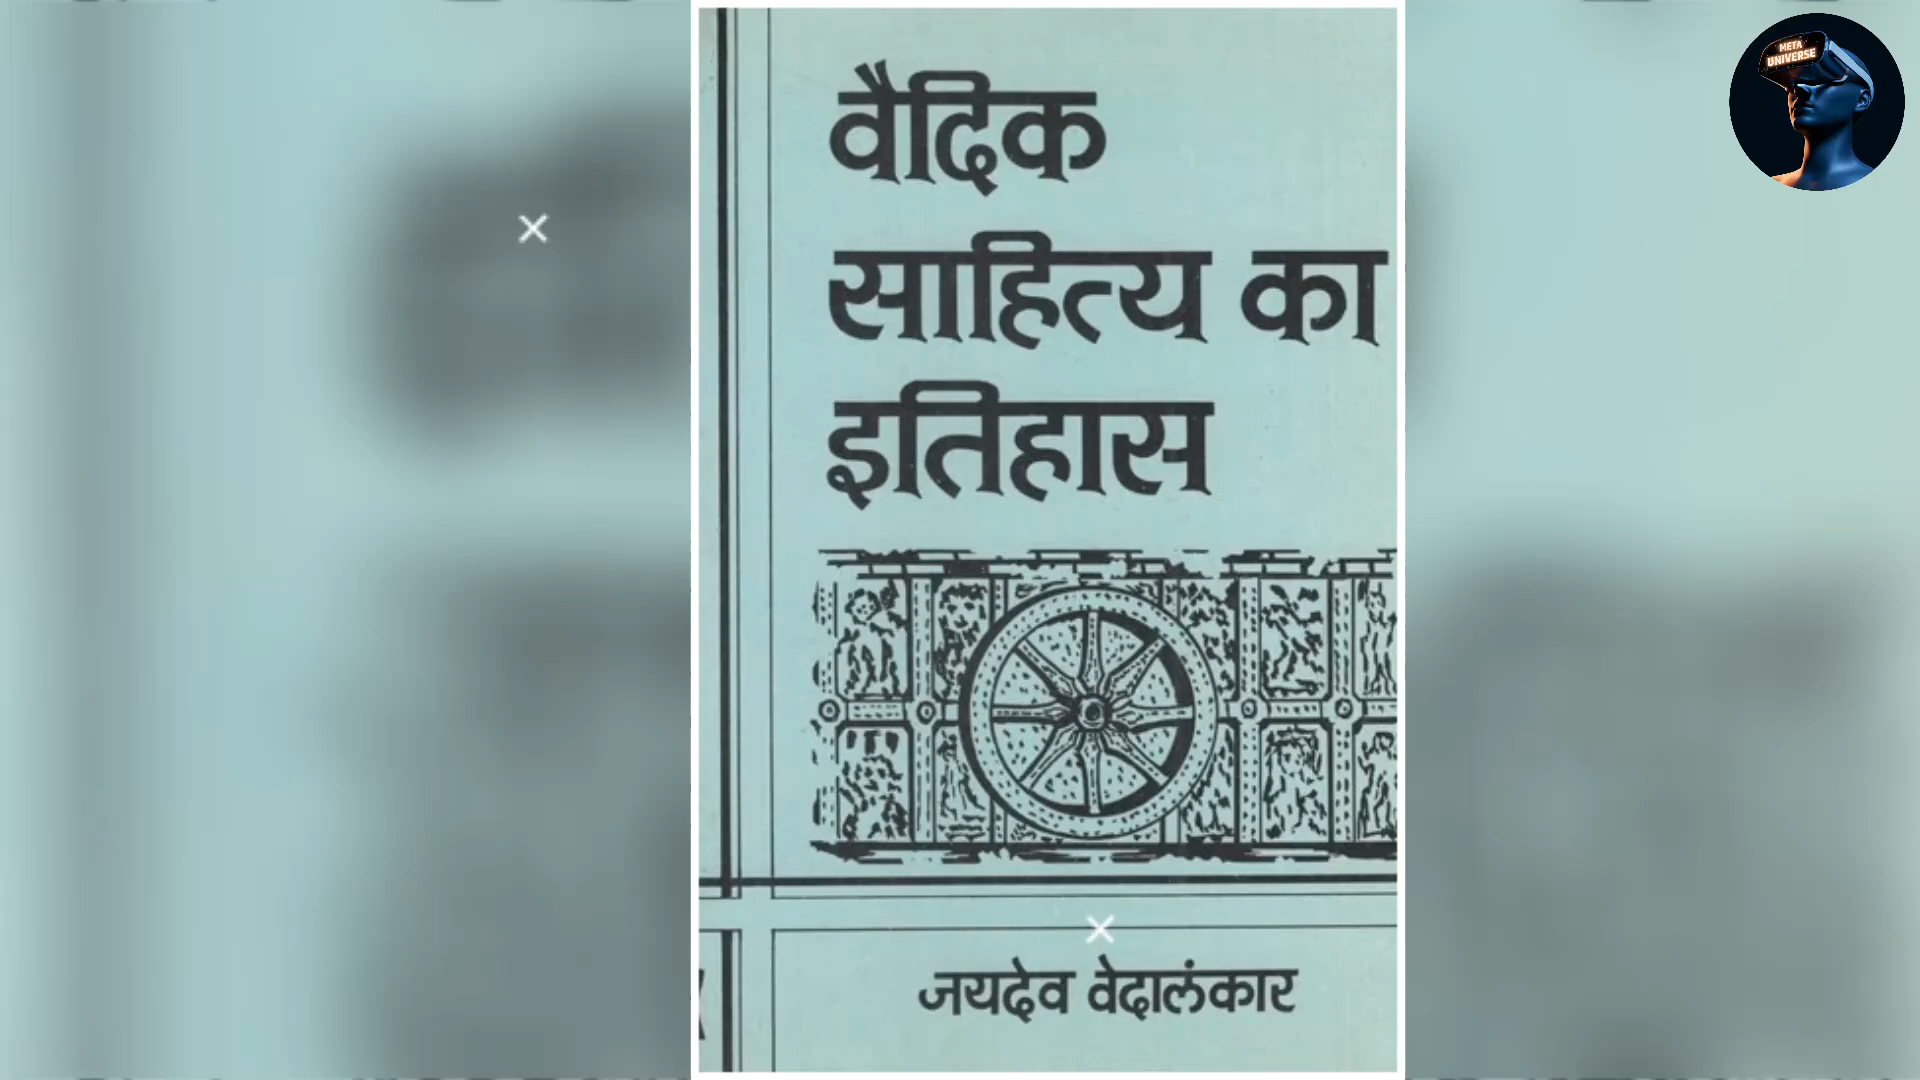 वैदिक
साहित्य का
इतिहास
जयदेव वेदालंकार
META
UNIVERSE